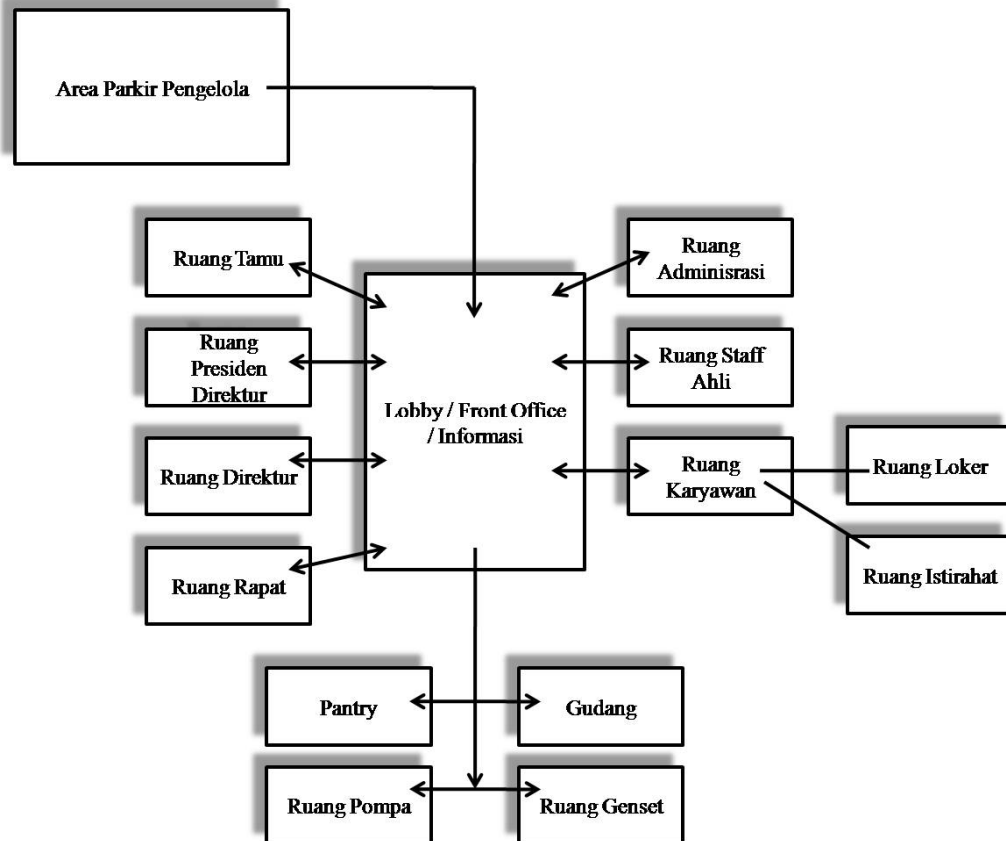 Area Parkir Pengelola
Ruang Tamu
Ruang
Adminisrasi
Ruang
Presiden
Direktur
Ruang Staff
Ahli
Lobby / Front Office
/ Informasi
Ruang Direktur
Ruang
Karyawan
Ruang Loker
Ruang Rapat
Ruang Istirahat
Pantry
Gudang
Ruang Pompa
Ruang Genset